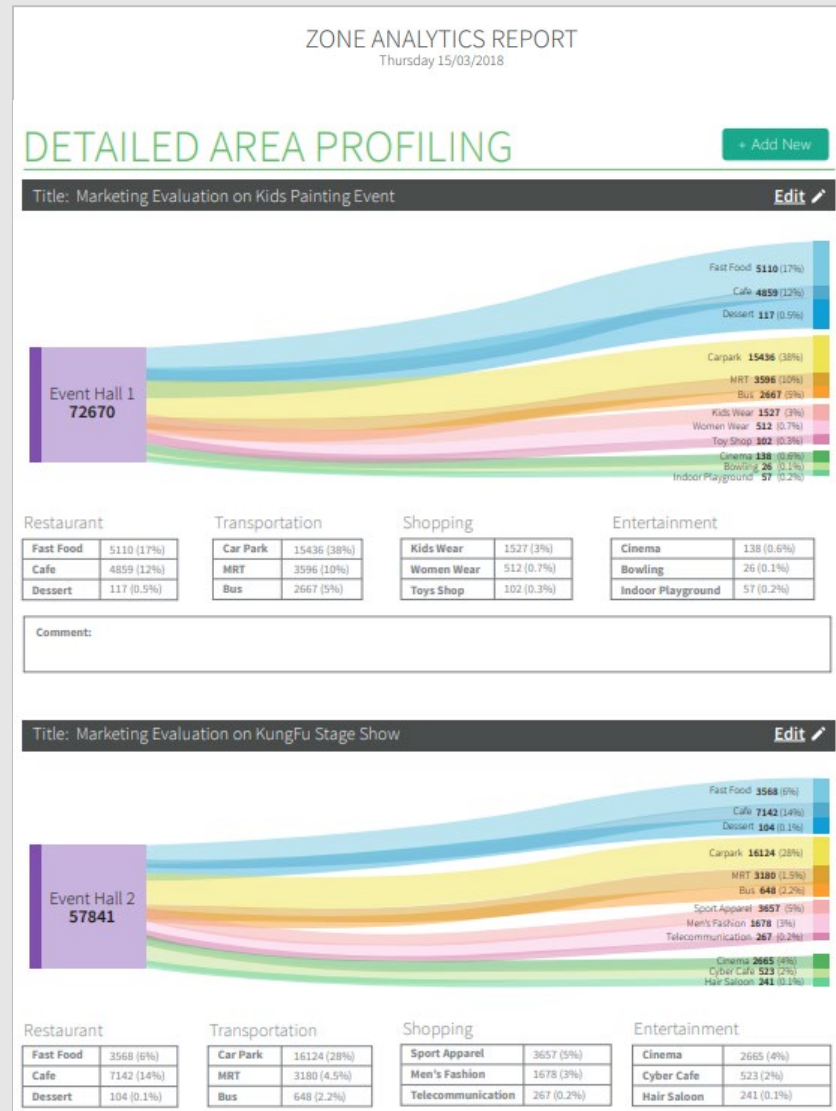 ZONE ANALYTICS REPORT
Thursday 15/03/2018
DETAILED AREA PROFILING
+ Add New
Title: Marketing Evaluation on Kids Painting Event
Edit
Fast Food 5110 (17%)
Cafe 4859 (12%)
Dessert 117 (0.5%)
Carpark 15436 (38%)
MRT 3596 (10%)
Bus 2667 (5%)
Kids Wear 1527 (3%)
Women Wear 512 (0.7%)
Toy Shop 102 (0.3%)
Cinema 138 (0.6%)
Bowling 26 (0.1%)
Indoor Playground 57 (0.2%)
Event Hall 1
72670
Restaurant
Fast Food 5110 (17%)
Cafe 4859 (12%)
Dessert 117 (0.5%)
Transportation
Car Park 15436 (38%)
MRT 3596 (10%)
Bus 2667 (5%)
Shopping
Kids Wear 1527 (3%)
Women Wear 512 (0.7%)
Toys Shop 102 (0.3%)
Entertainment
Cinema 138 (0.6%)
Bowling 26 (0.1%)
Indoor Playground 57 (0.2%)
Comment:
Title: Marketing Evaluation on KungFu Stage Show
Edit
Fast Food 3568 (6%)
Cafe 7142 (14%)
Dessert 104 (0.1%)
Carpark 16124 (28%)
MRT 3180 (1.5%)
Bus 648 (2.2%)
Sport Apparel 3657 (5%)
Men's Fashion 1678 (3%)
Telecommunication 267 (0.2%)
Cinema 2665 (4%)
Cyber Cafe 523 (2%)
Hair Saloon 241 (0.1%)
Event Hall 2
57841
Restaurant
Fast Food 3568 (6%)
Cafe 7142 (14%)
Dessert 104 (0.1%)
Transportation
Car Park 16124 (28%)
MRT 3180 (4.5%)
Bus 648 (2.2%)
Shopping
Sport Apparel 3657 (5%)
Men's Fashion 1678 (3%)
Telecommunication 267 (0.2%)
Entertainment
Cinema 2665 (4%)
Cyber Cafe 523 (2%)
Hair Saloon 241 (0.1%)